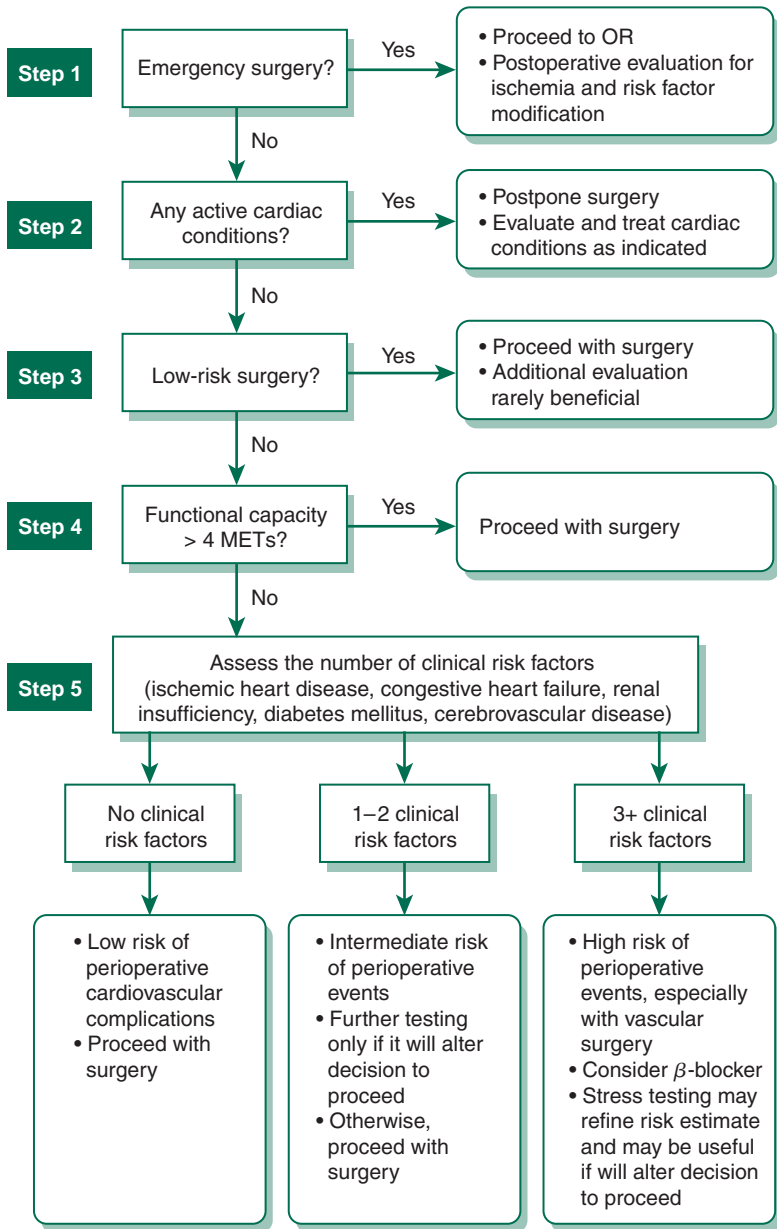 Step 1
Emergency surgery?
Yes
• Proceed to OR
• Postoperative evaluation for
ischemia and risk factor
modification
No
Step 2
Any active cardiac
conditions?
Yes
• Postpone surgery
• Evaluate and treat cardiac
conditions as indicated
No
Step 3
Low-risk surgery?
Yes
• Proceed with surgery
• Additional evaluation
rarely beneficial
No
Step 4
Functional capacity
> 4 METs?
Yes
Proceed with surgery
No
Step 5
Assess the number of clinical risk factors
(ischemic heart disease, congestive heart failure, renal
insufficiency, diabetes mellitus, cerebrovascular disease)
No clinical
risk factors
1–2 clinical
risk factors
3+ clinical
risk factors
• Low risk of
perioperative
cardiovascular
complications
• Proceed with
surgery
• Intermediate risk
of perioperative
events
• Further testing
only if it will alter
decision to
proceed
• Otherwise,
proceed with
surgery
• High risk of
perioperative
events, especially
with vascular
surgery
• Consider β-blocker
• Stress testing may
refine risk estimate
and may be useful
if will alter decision
to proceed